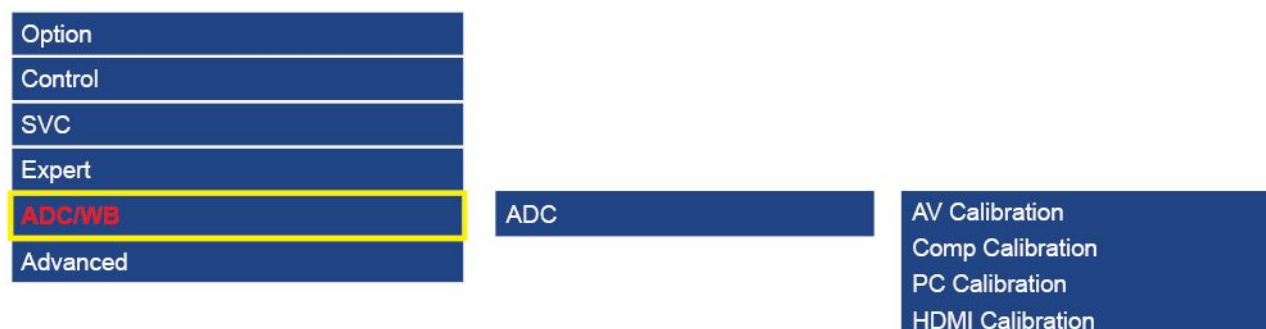 Option
Control
SVC
Expert
ADC/WB
Advanced
ADC
AV Calibration
Comp Calibration
PC Calibration
HDMI Calibration